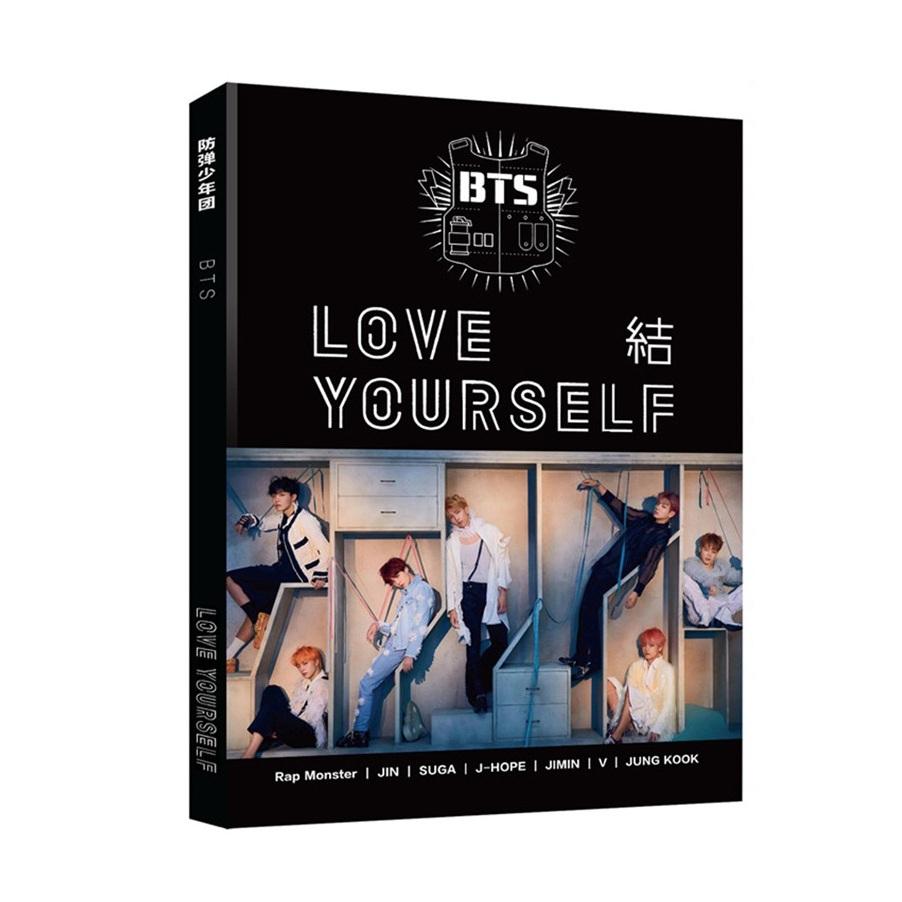 防弹少年团
BTS
LOVE YOURSELF
BTS
LOVE 結
YOURSELF
Rap Monster | JIN | SUGA | J-HOPE | JIMIN | V | JUNG KOOK